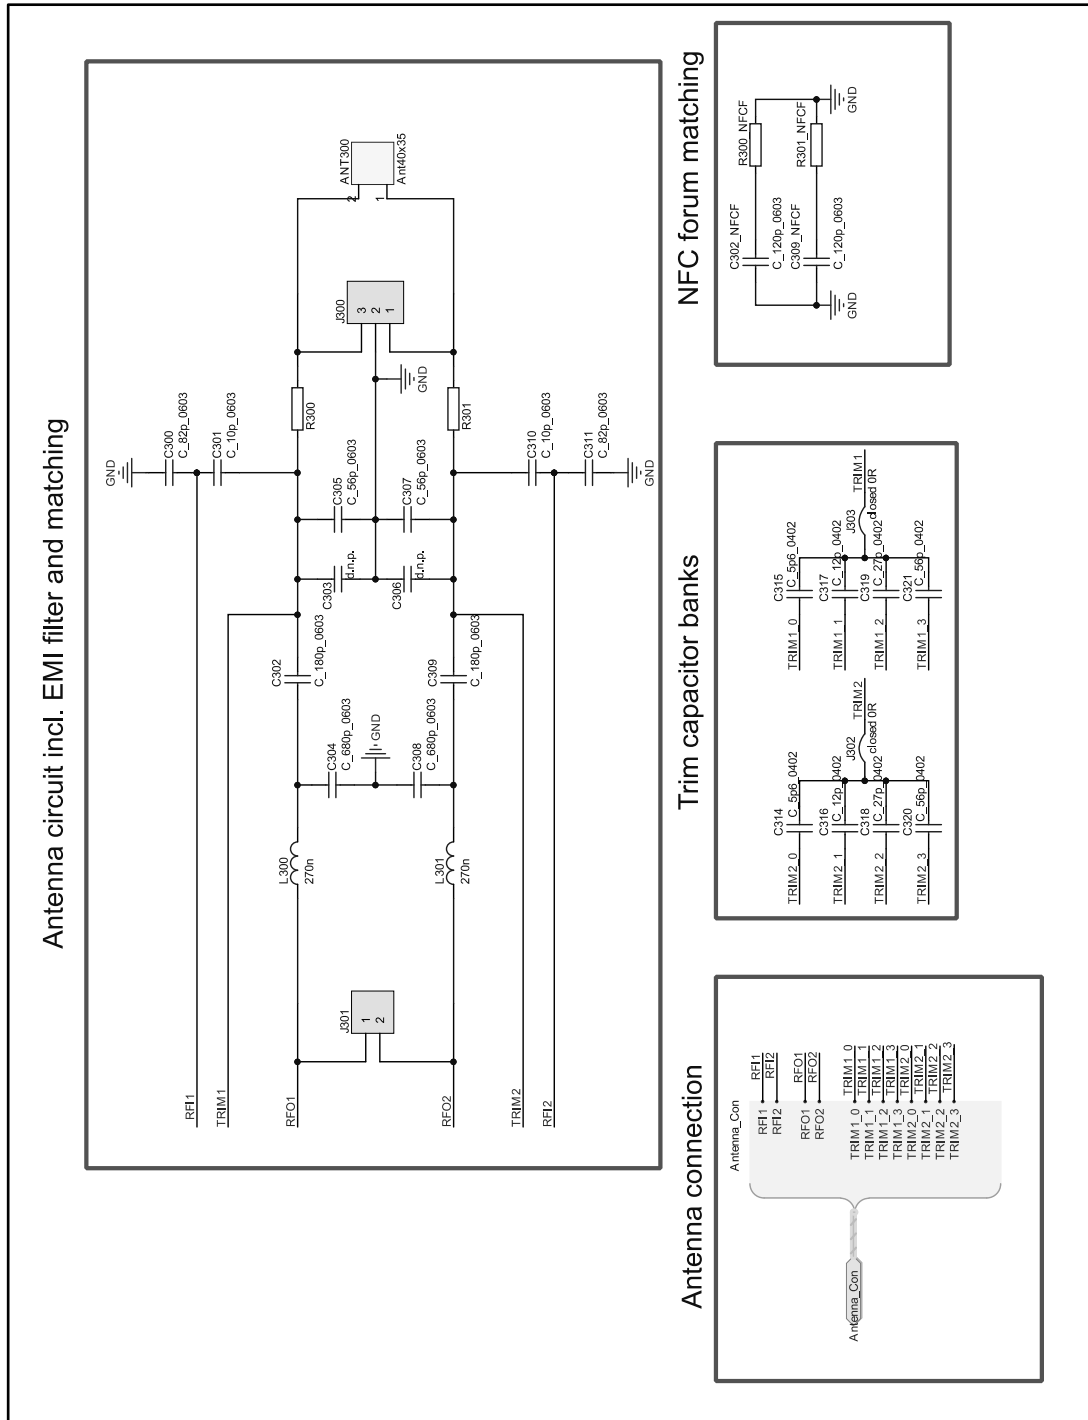 Antenna circuit incl. EMI filter and matching
RFI1
TRIM1
RFO1
RFO2
TRIM2
RFI2
J301
1
2
L300
270n
L301
270n
C304
C_680p_0603
GND
C308
C_680p_0603
C302
C_180p_0603
C309
C_180p_0603
C303
d.n.p.
C306
d.n.p.
C305
C_56p_0603
C307
C_56p_0603
GND
C300
C_82p_0603
C301
C_10p_0603
C310
C_10p_0603
C311
C_82p_0603
GND
R300
R301
GND
J300
3
2
1
ANT300
2
1
Ant40x35
Antenna connection
Antenna_Con
Antenna_Con
RFI1
RFI2
RFO1
RFO2
TRIM1_0
TRIM1_1
TRIM1_2
TRIM1_3
TRIM2_0
TRIM2_1
TRIM2_2
TRIM2_3
RFI1
RFI2
RFO1
RFO2
TRIM1_0
TRIM1_1
TRIM1_2
TRIM1_3
TRIM2_0
TRIM2_1
TRIM2_2
TRIM2_3
Trim capacitor banks
TRIM2_0
TRIM2_1
TRIM2_2
TRIM2_3
C314
C_5p6_0402
C316
C_12p_0402
C318
C_27p_0402
C320
C_56p_0402
J302
closed 0R
TRIM2
TRIM1_0
TRIM1_1
TRIM1_2
TRIM1_3
C315
C_5p6_0402
C317
C_12p_0402
C319
C_27p_0402
C321
C_56p_0402
J303
closed 0R
TRIM1
NFC forum matching
GND
C302_NFCF
C_120p_0603
C309_NFCF
C_120p_0603
R300_NFCF
R301_NFCF
GND